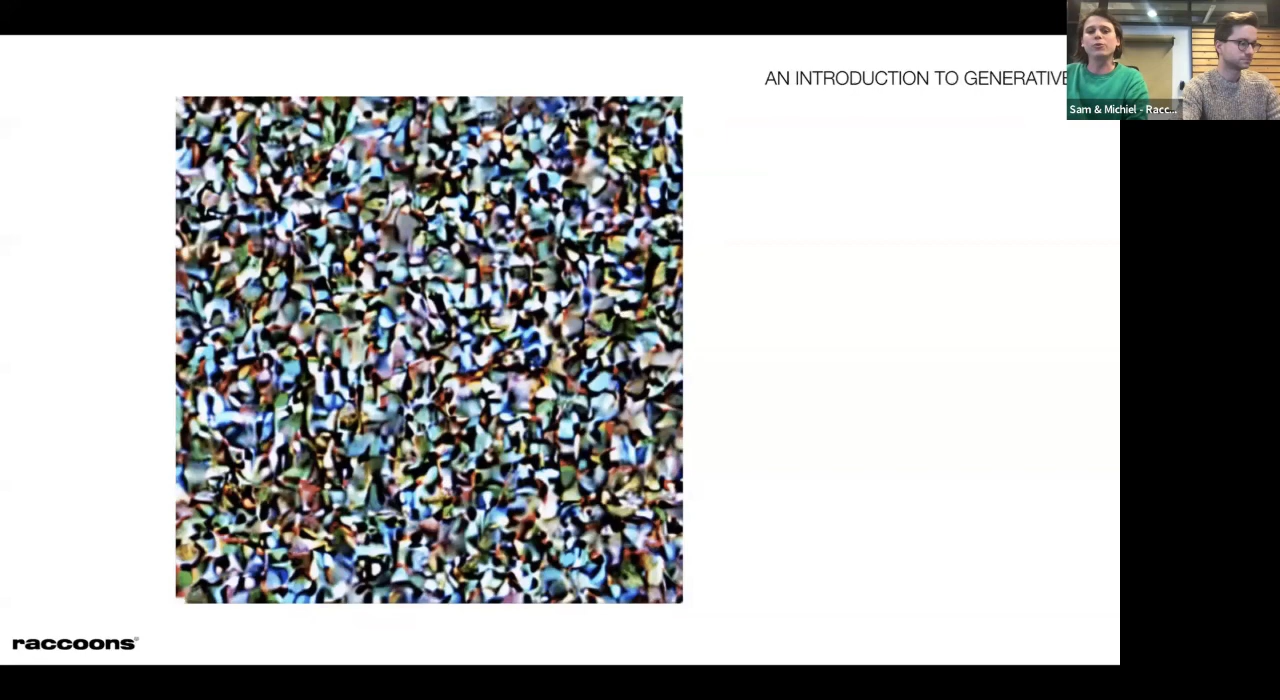 AN INTRODUCTION TO GENERATIVE
Sam & Michiel - Racc...
raccoons®